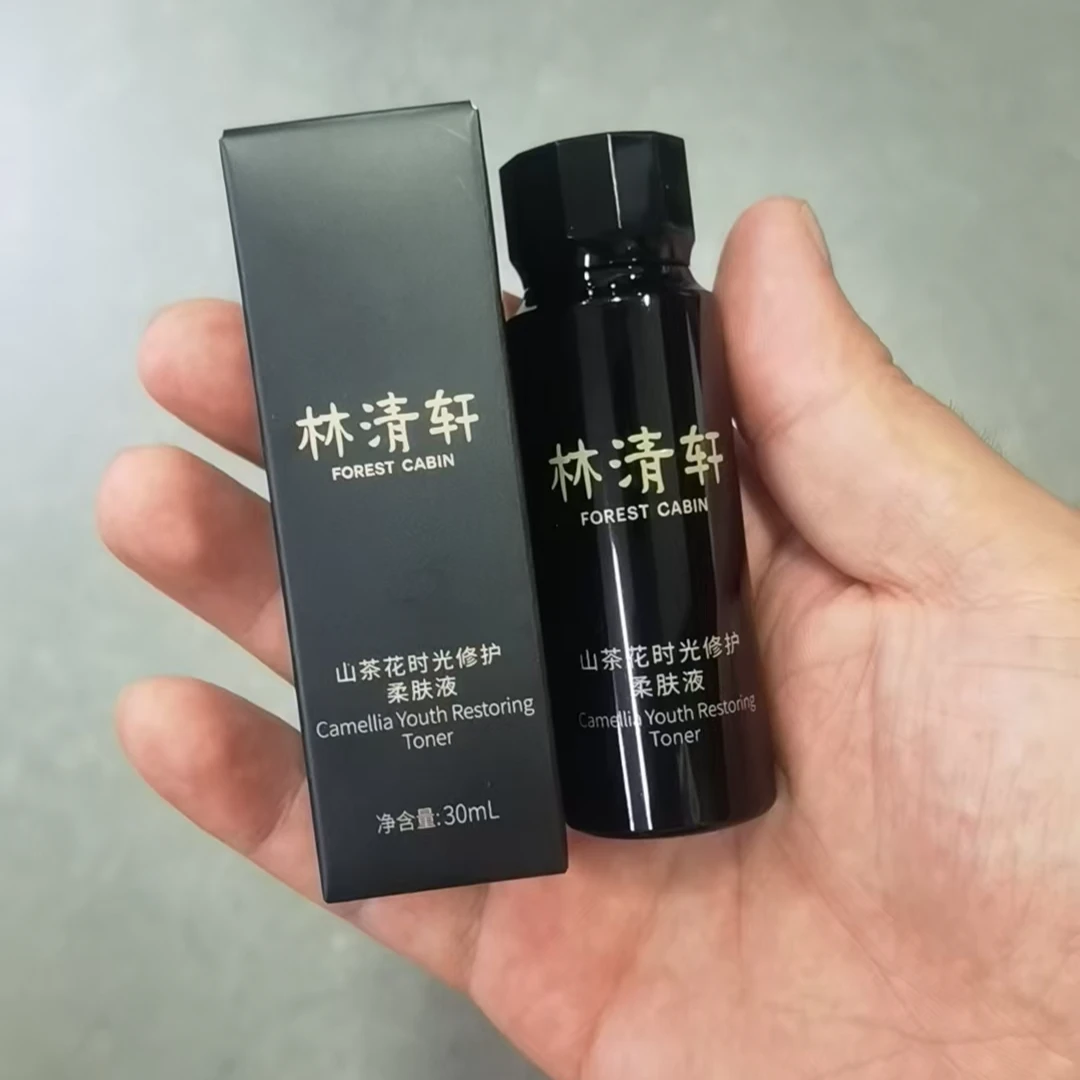 林清轩
FOREST CABIN
山茶花时光修护
柔肤液
Camellia Youth Restoring
Toner
净含量:30mL
林清轩
FOREST CABIN
山茶花时光修护
柔肤液
Camellia Youth Restoring
Toner